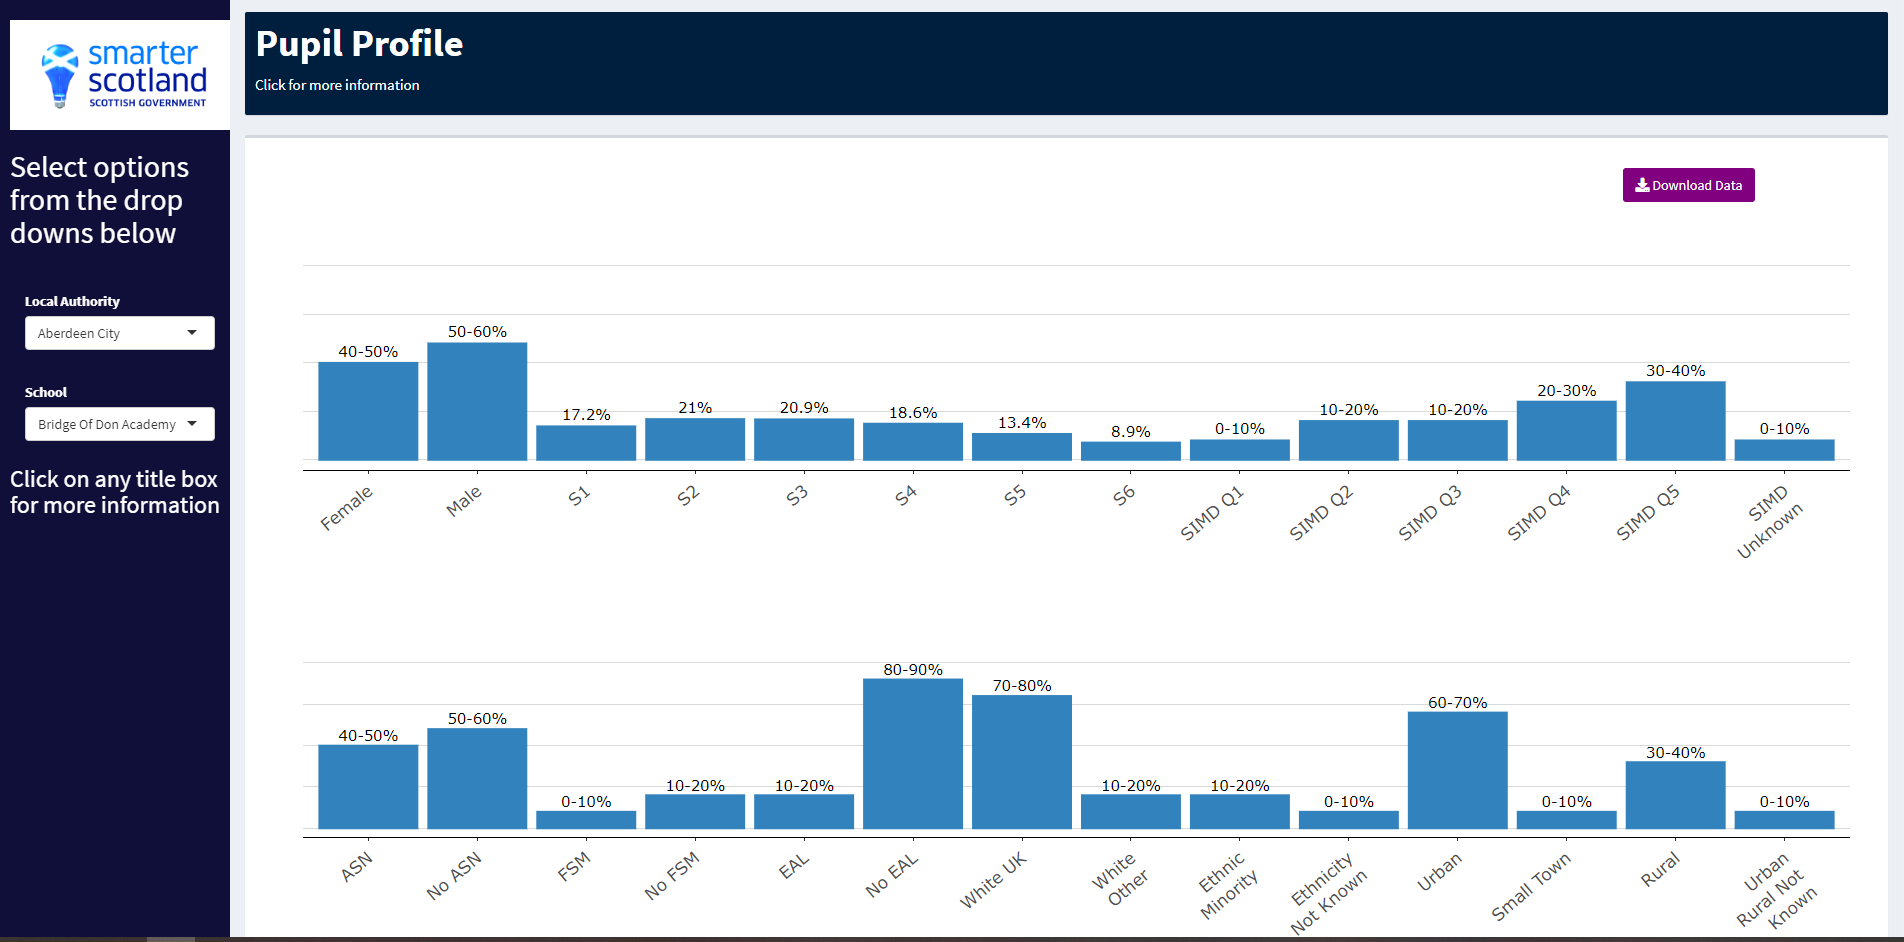 smarter
scotland
SCOTTISH GOVERNMENT
Select options
from the drop
downs below
Local Authority
Aberdeen City
School
Bridge Of Don Academy
Click on any title box
for more information
Pupil Profile
Click for more information
Download Data
40-50%
50-60%
17.2%
21%
20.9%
18.6%
13.4%
8.9%
0-10%
10-20%
10-20%
20-30%
30-40%
0-10%
Female
Male
S1
S2
S3
S4
S5
S6
SIMD Q1
SIMD Q2
SIMD Q3
SIMD Q4
SIMD Q5
SIMD
Unknown
40-50%
50-60%
0-10%
10-20%
10-20%
80-90%
70-80%
10-20%
10-20%
0-10%
60-70%
0-10%
30-40%
0-10%
ASN
No ASN
FSM
No FSM
EAL
No EAL
White UK
White
Other
Ethnic
Minority
Ethnicity
Not Known
Urban
Small Town
Rural
Urban
Rural Not
Known